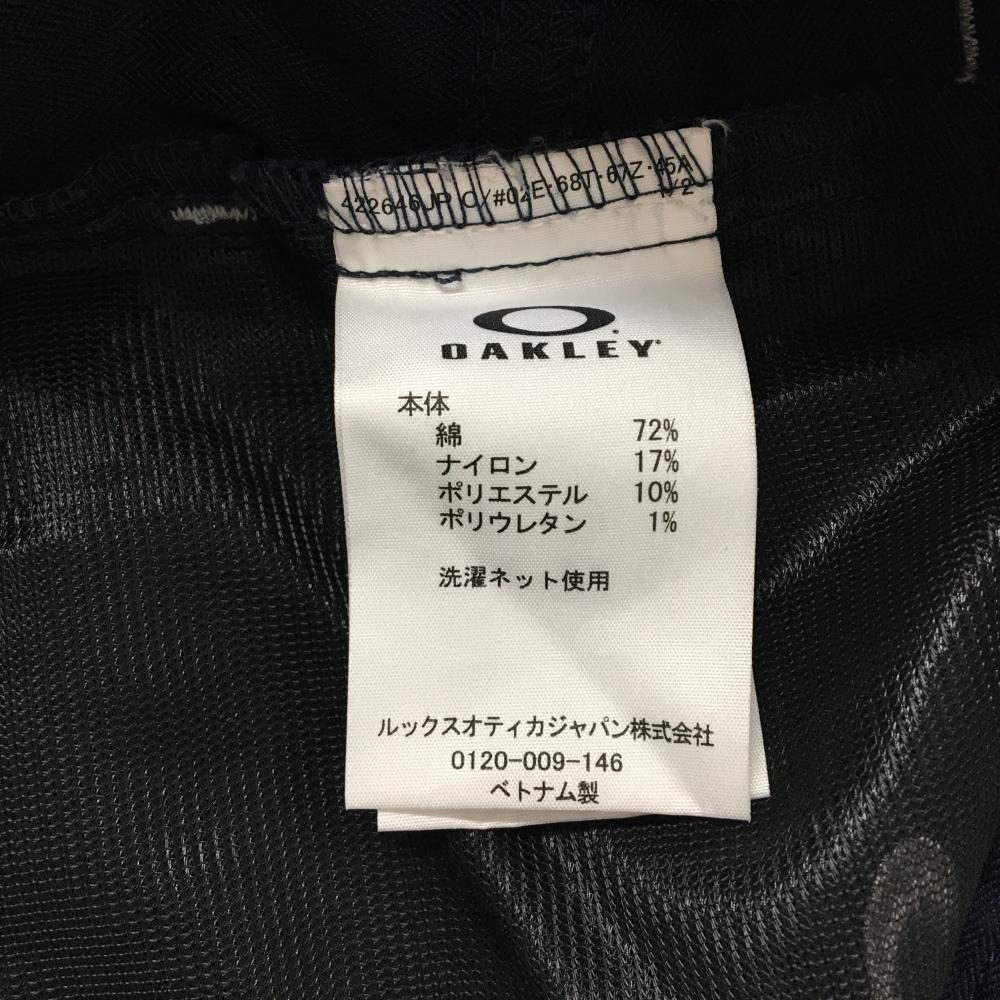 422646JP C/#02E・68T・67Z・45A
1/2
OAKLEY
本体
綿 72%
ナイロン 17%
ポリエステル 10%
ポリウレタン 1%
洗濯ネット使用
ルックスオティカジャパン株式会社
0120-009-146
ベトナム製